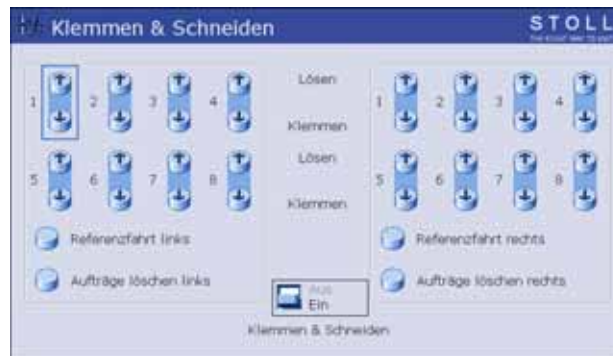 Klemmen & Schneiden
STOLL
1 2 3 4
Lösen
Klemmen
1 2 3 4
5 6 7 8
Lösen
Klemmen
5 6 7 8
Referenzfahrt links
Referenzfahrt rechts
Aufträge löschen links
Aufträge löschen rechts
Aus
Ein
Klemmen & Schneiden